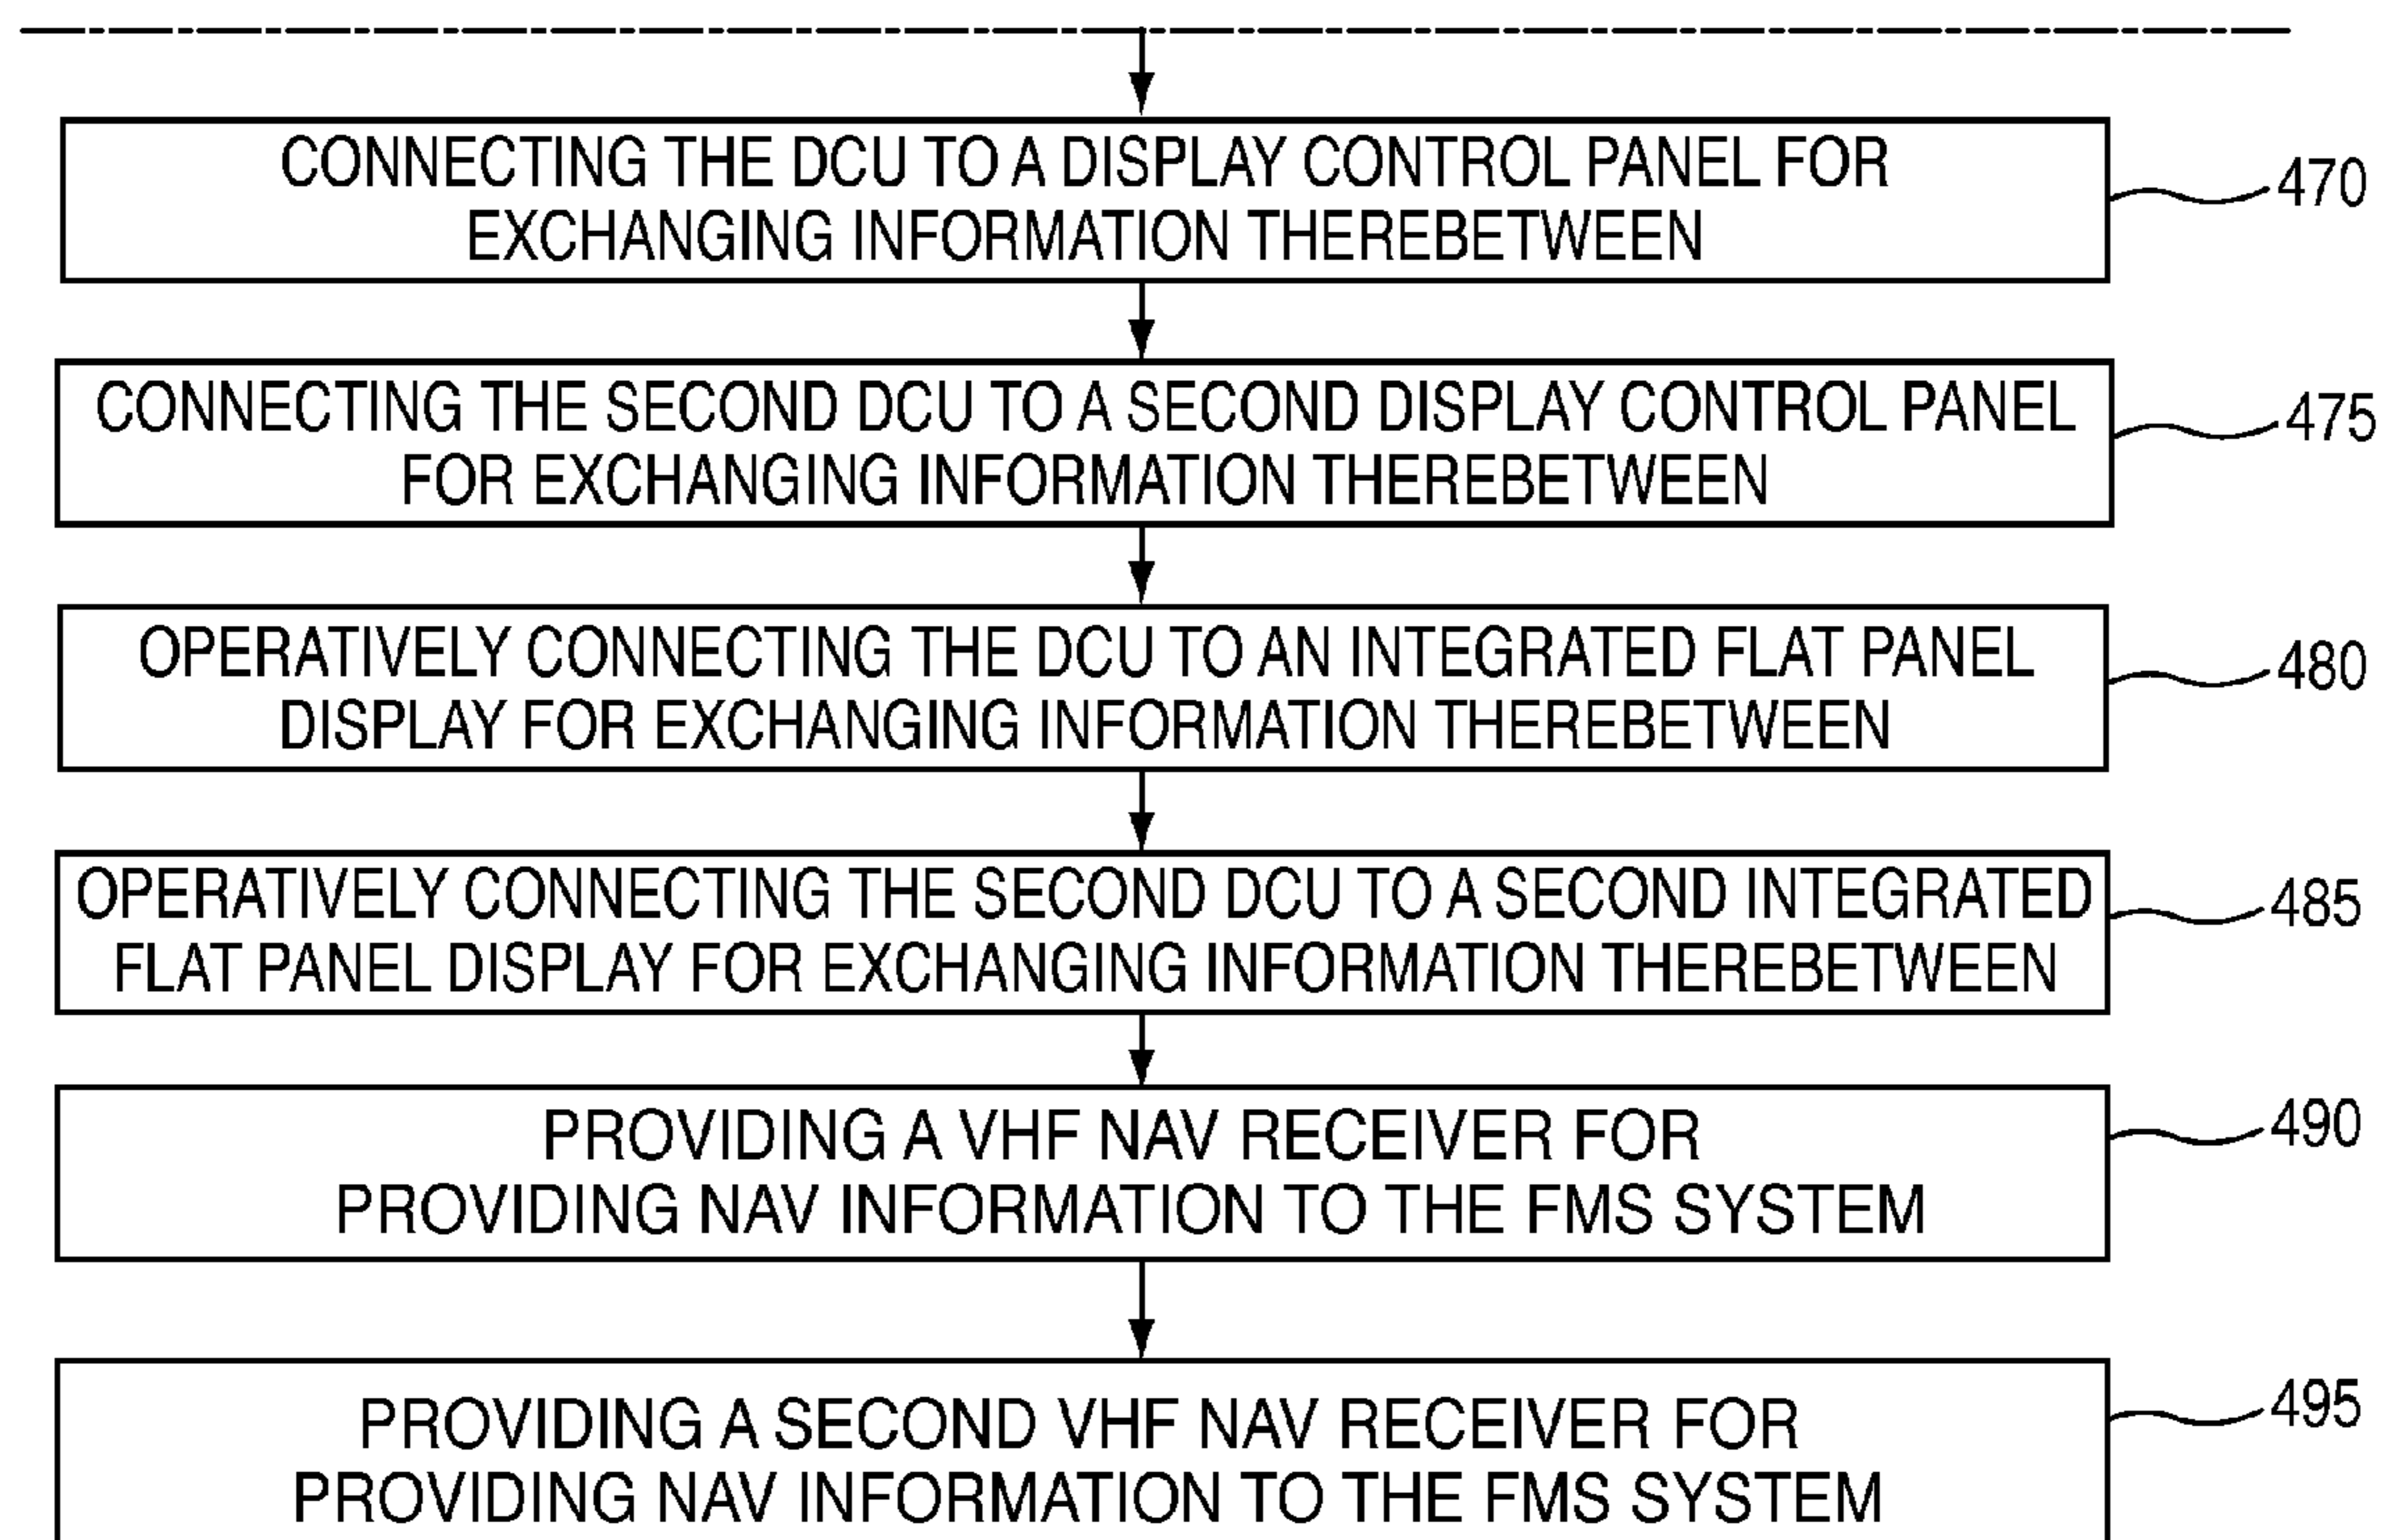 CONNECTING THE DCU TO A DISPLAY CONTROL PANEL FOR
EXCHANGING INFORMATION THEREBETWEEN
470
CONNECTING THE SECOND DCU TO A SECOND DISPLAY CONTROL PANEL
FOR EXCHANGING INFORMATION THEREBETWEEN
475
OPERATIVELY CONNECTING THE DCU TO AN INTEGRATED FLAT PANEL
DISPLAY FOR EXCHANGING INFORMATION THEREBETWEEN
480
OPERATIVELY CONNECTING THE SECOND DCU TO A SECOND INTEGRATED
FLAT PANEL DISPLAY FOR EXCHANGING INFORMATION THEREBETWEEN
485
PROVIDING A VHF NAV RECEIVER FOR
PROVIDING NAV INFORMATION TO THE FMS SYSTEM
490
PROVIDING A SECOND VHF NAV RECEIVER FOR
PROVIDING NAV INFORMATION TO THE FMS SYSTEM
495